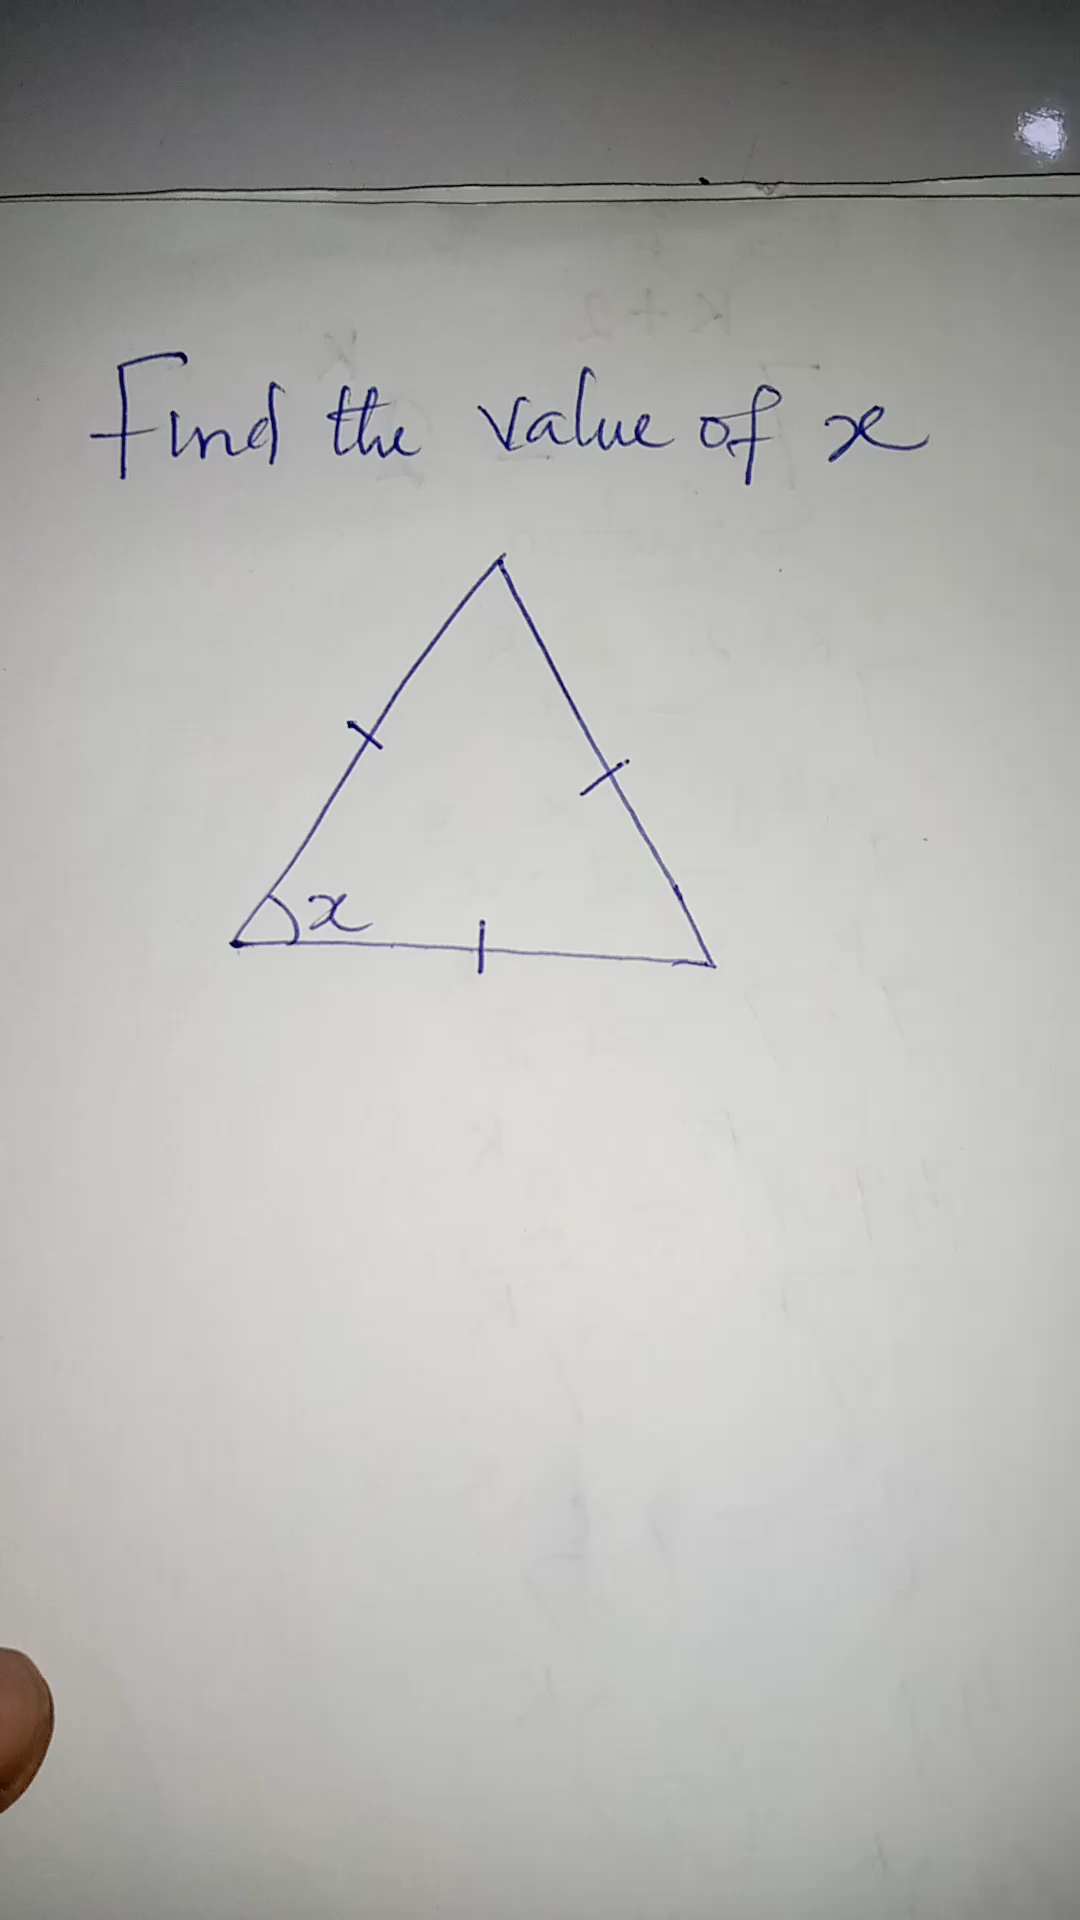 Find the value of x
x